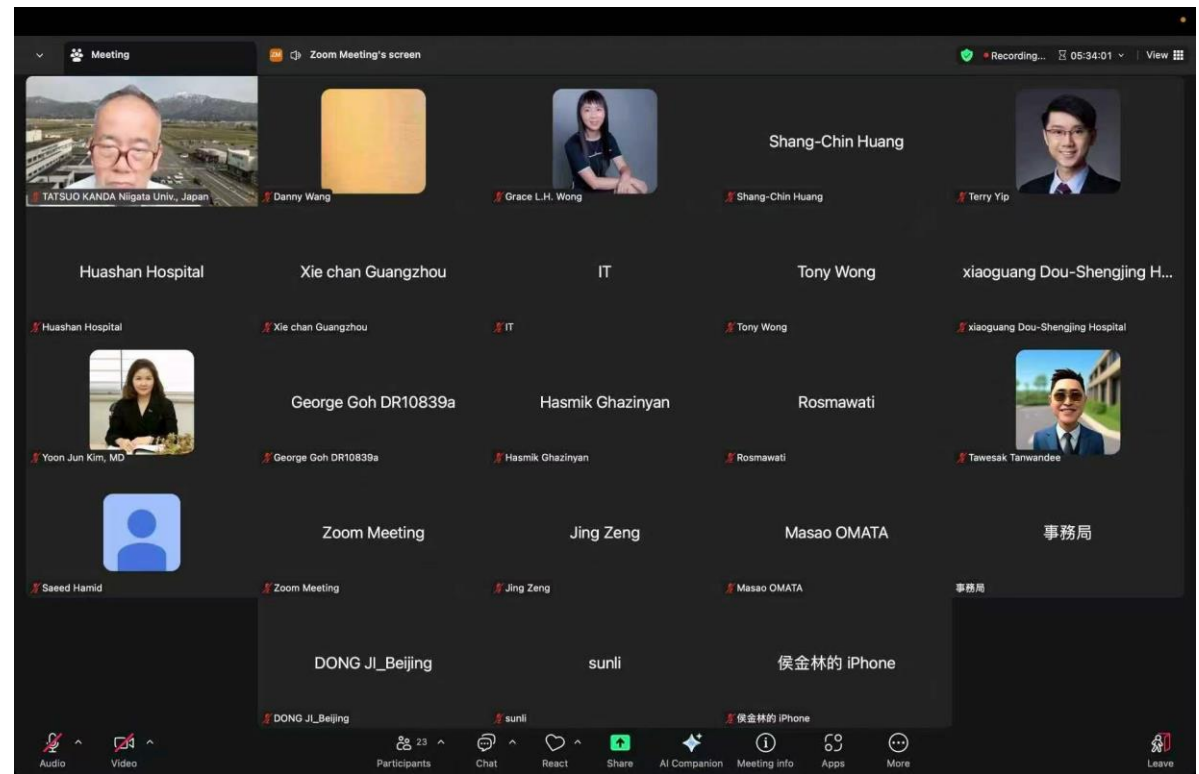 Meeting
ZM
Zoom Meeting's screen
Recording...
05:34:01
View
TATSUO KANDA Niigata Univ., Japan
Danny Wang
Grace L.H. Wong
Shang-Chin Huang
Shang-Chin Huang
Terry Yip
Huashan Hospital
Xie chan Guangzhou
IT
Tony Wong
xiaoguang Dou-Shengjing H...
Huashan Hospital
Xie chan Guangzhou
IT
Tony Wong
xiaoguang Dou-Shengjing Hospital
George Goh DR10839a
Hasmik Ghazinyan
Rosmawati
Yoon Jun Kim, MD
George Goh DR10839a
Hasmik Ghazinyan
Rosmawati
Tawesak Tanwandee
Zoom Meeting
Jing Zeng
Masao OMATA
事務局
Saeed Hamid
Zoom Meeting
Jing Zeng
Masao OMATA
事務局
DONG JI_Beijing
sunli
侯金林的 iPhone
DONG JI_Beijing
sunli
侯金林的 iPhone
23
Audio
Video
Participants
Chat
React
Share
AI Companion
Meeting info
Apps
More
Leave